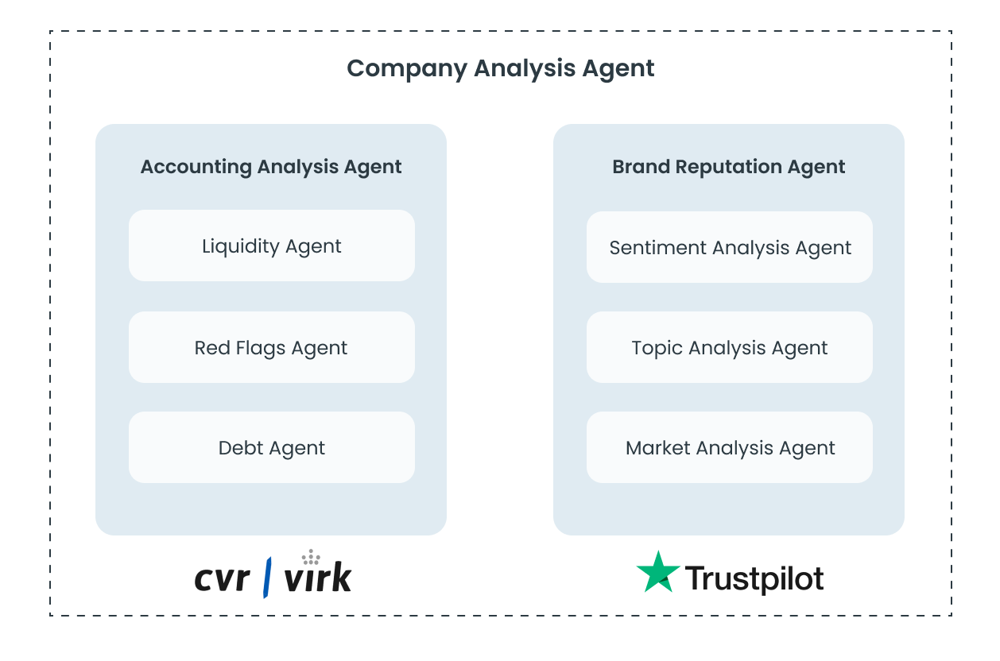 Company Analysis Agent
Accounting Analysis Agent
Liquidity Agent
Red Flags Agent
Debt Agent
cvr | virk
Brand Reputation Agent
Sentiment Analysis Agent
Topic Analysis Agent
Market Analysis Agent
Trustpilot